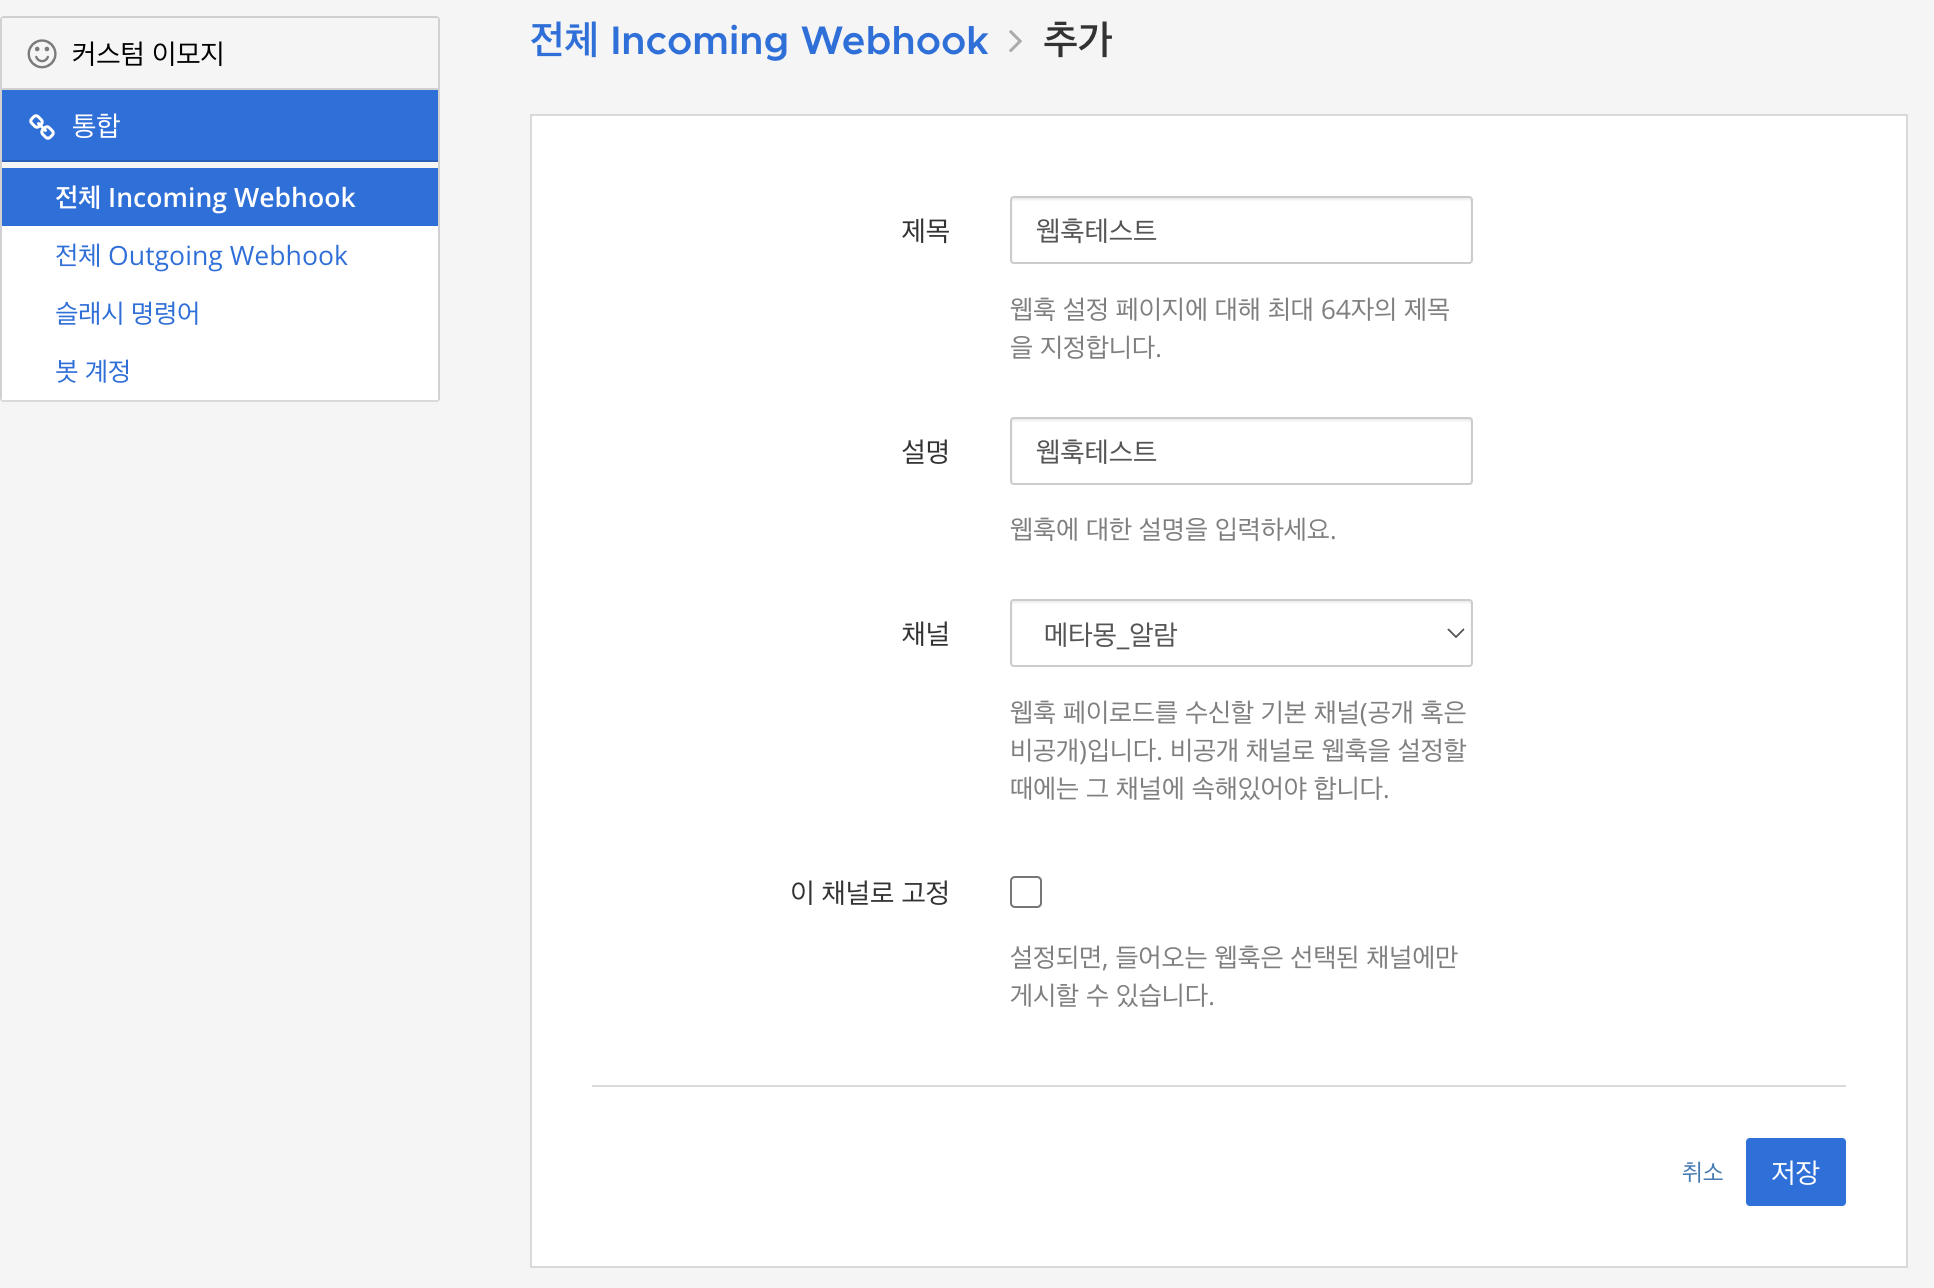 커스텀 이모지
통합
전체 Incoming Webhook
전체 Outgoing Webhook
슬래시 명령어
봇 계정
전체 Incoming Webhook > 추가
제목
웹훅테스트
웹훅 설정 페이지에 대해 최대 64자의 제목
을 지정합니다.
설명
웹훅테스트
웹훅에 대한 설명을 입력하세요.
채널
메타몽_알람
웹훅 페이로드를 수신할 기본 채널(공개 혹은
비공개)입니다. 비공개 채널로 웹훅을 설정할
때에는 그 채널에 속해있어야 합니다.
이 채널로 고정
설정되면, 들어오는 웹훅은 선택된 채널에만
게시할 수 있습니다.
취소
저장